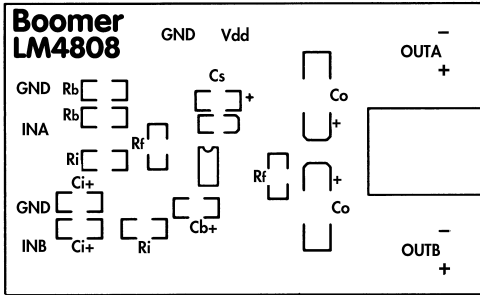 Boomer
LM4808
GND Vdd
OUTA
−
+
GND Rb
Cs
+
Co
+
INA Rb
Rf
Ri
Ci+
Rf
+
Co
GND
Cb+
INB Ci+ Ri
OUTB
−
+